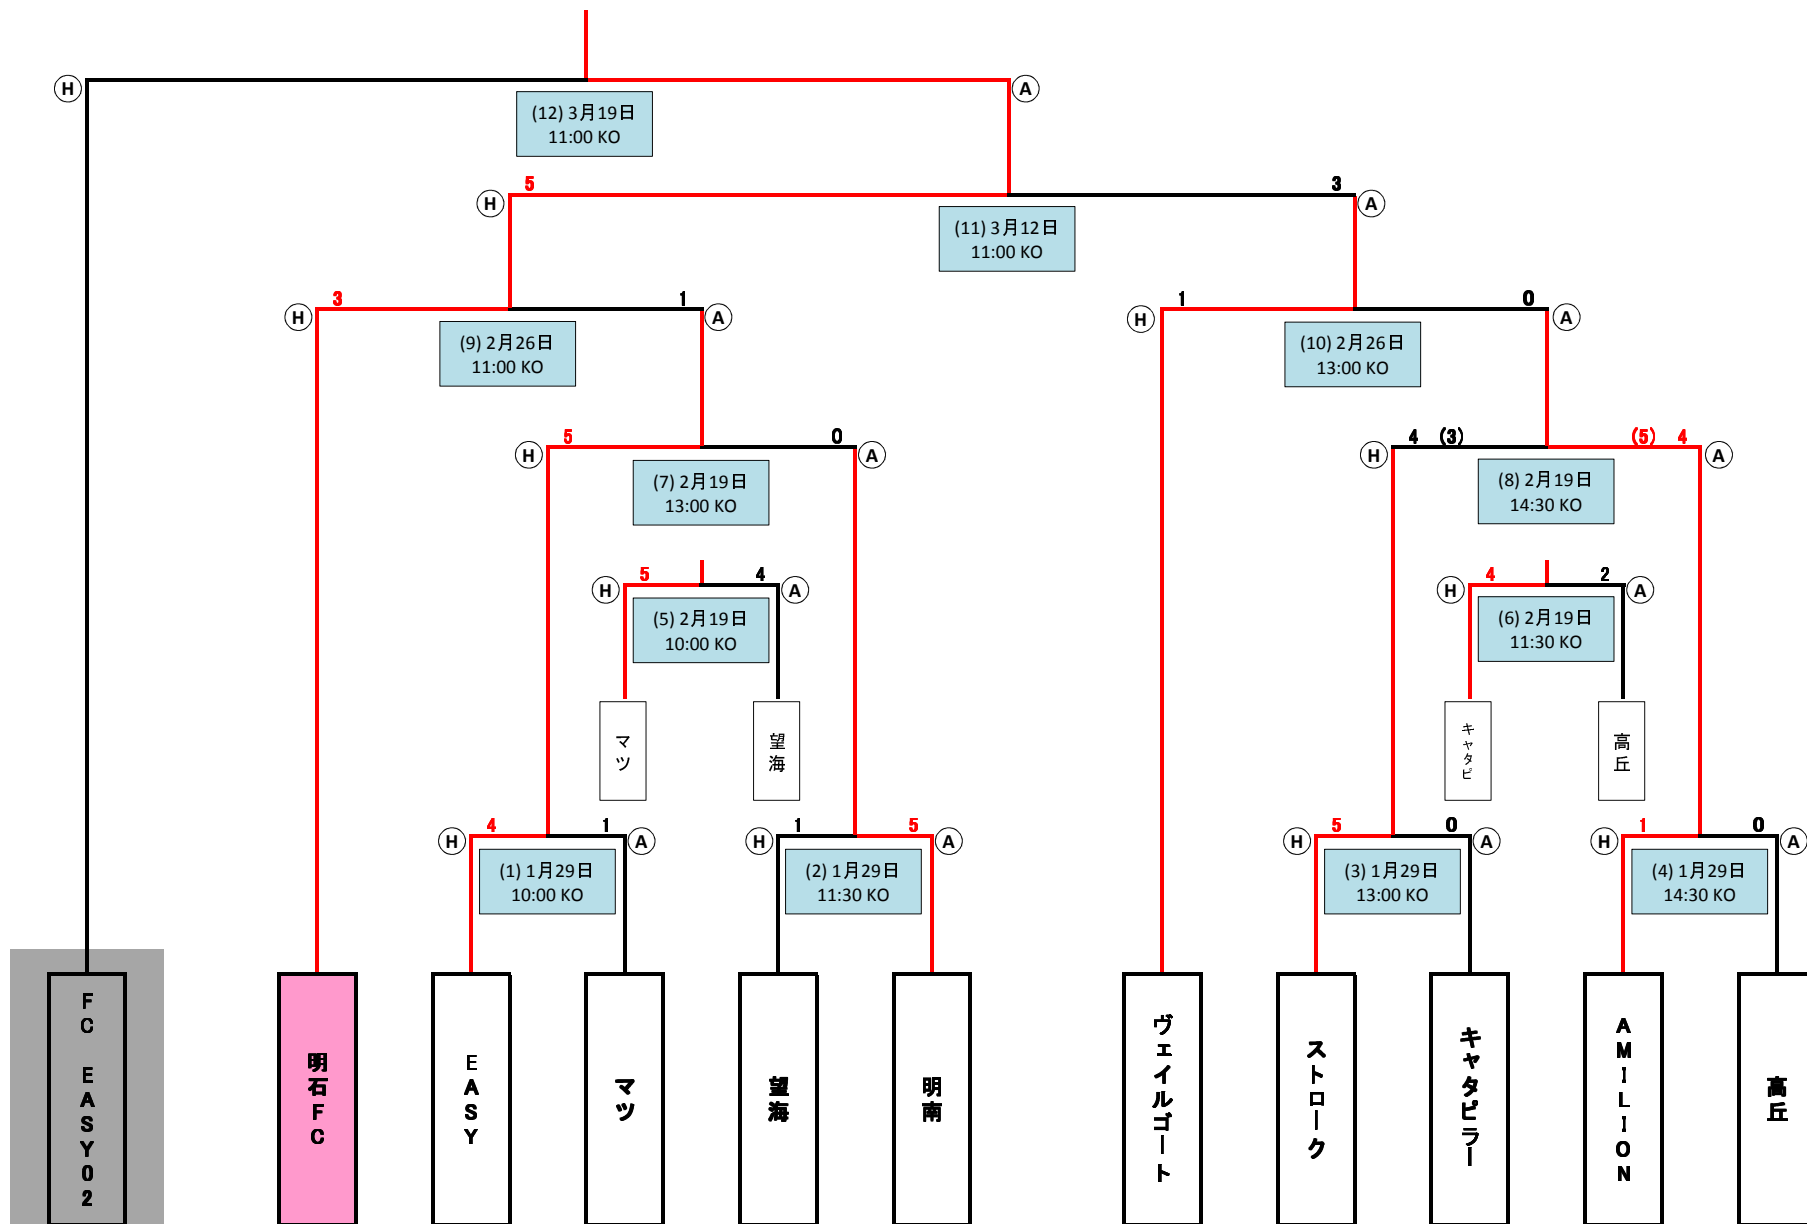 H
A
(12) 3月19日
11:00 KO
5
3
H
A
(11) 3月12日
11:00 KO
3
1
H
A
(9) 2月26日
11:00 KO
1
0
H
A
(10) 2月26日
13:00 KO
5
0
H
A
(7) 2月19日
13:00 KO
4 (3)
(5) 4
H
A
(8) 2月19日
14:30 KO
5
4
H
A
(5) 2月19日
10:00 KO
4
2
H
A
(6) 2月19日
11:30 KO
マツ
望海
キャタピ
高丘
4
1
H
A
(1) 1月29日
10:00 KO
1
5
H
A
(2) 1月29日
11:30 KO
5
0
H
A
(3) 1月29日
13:00 KO
1
0
H
A
(4) 1月29日
14:30 KO
FC EASY02
明石FC
EASY
マツ
望海
明南
ヴェイルゴート
ストローク
キャタピラー
AMILION
高丘